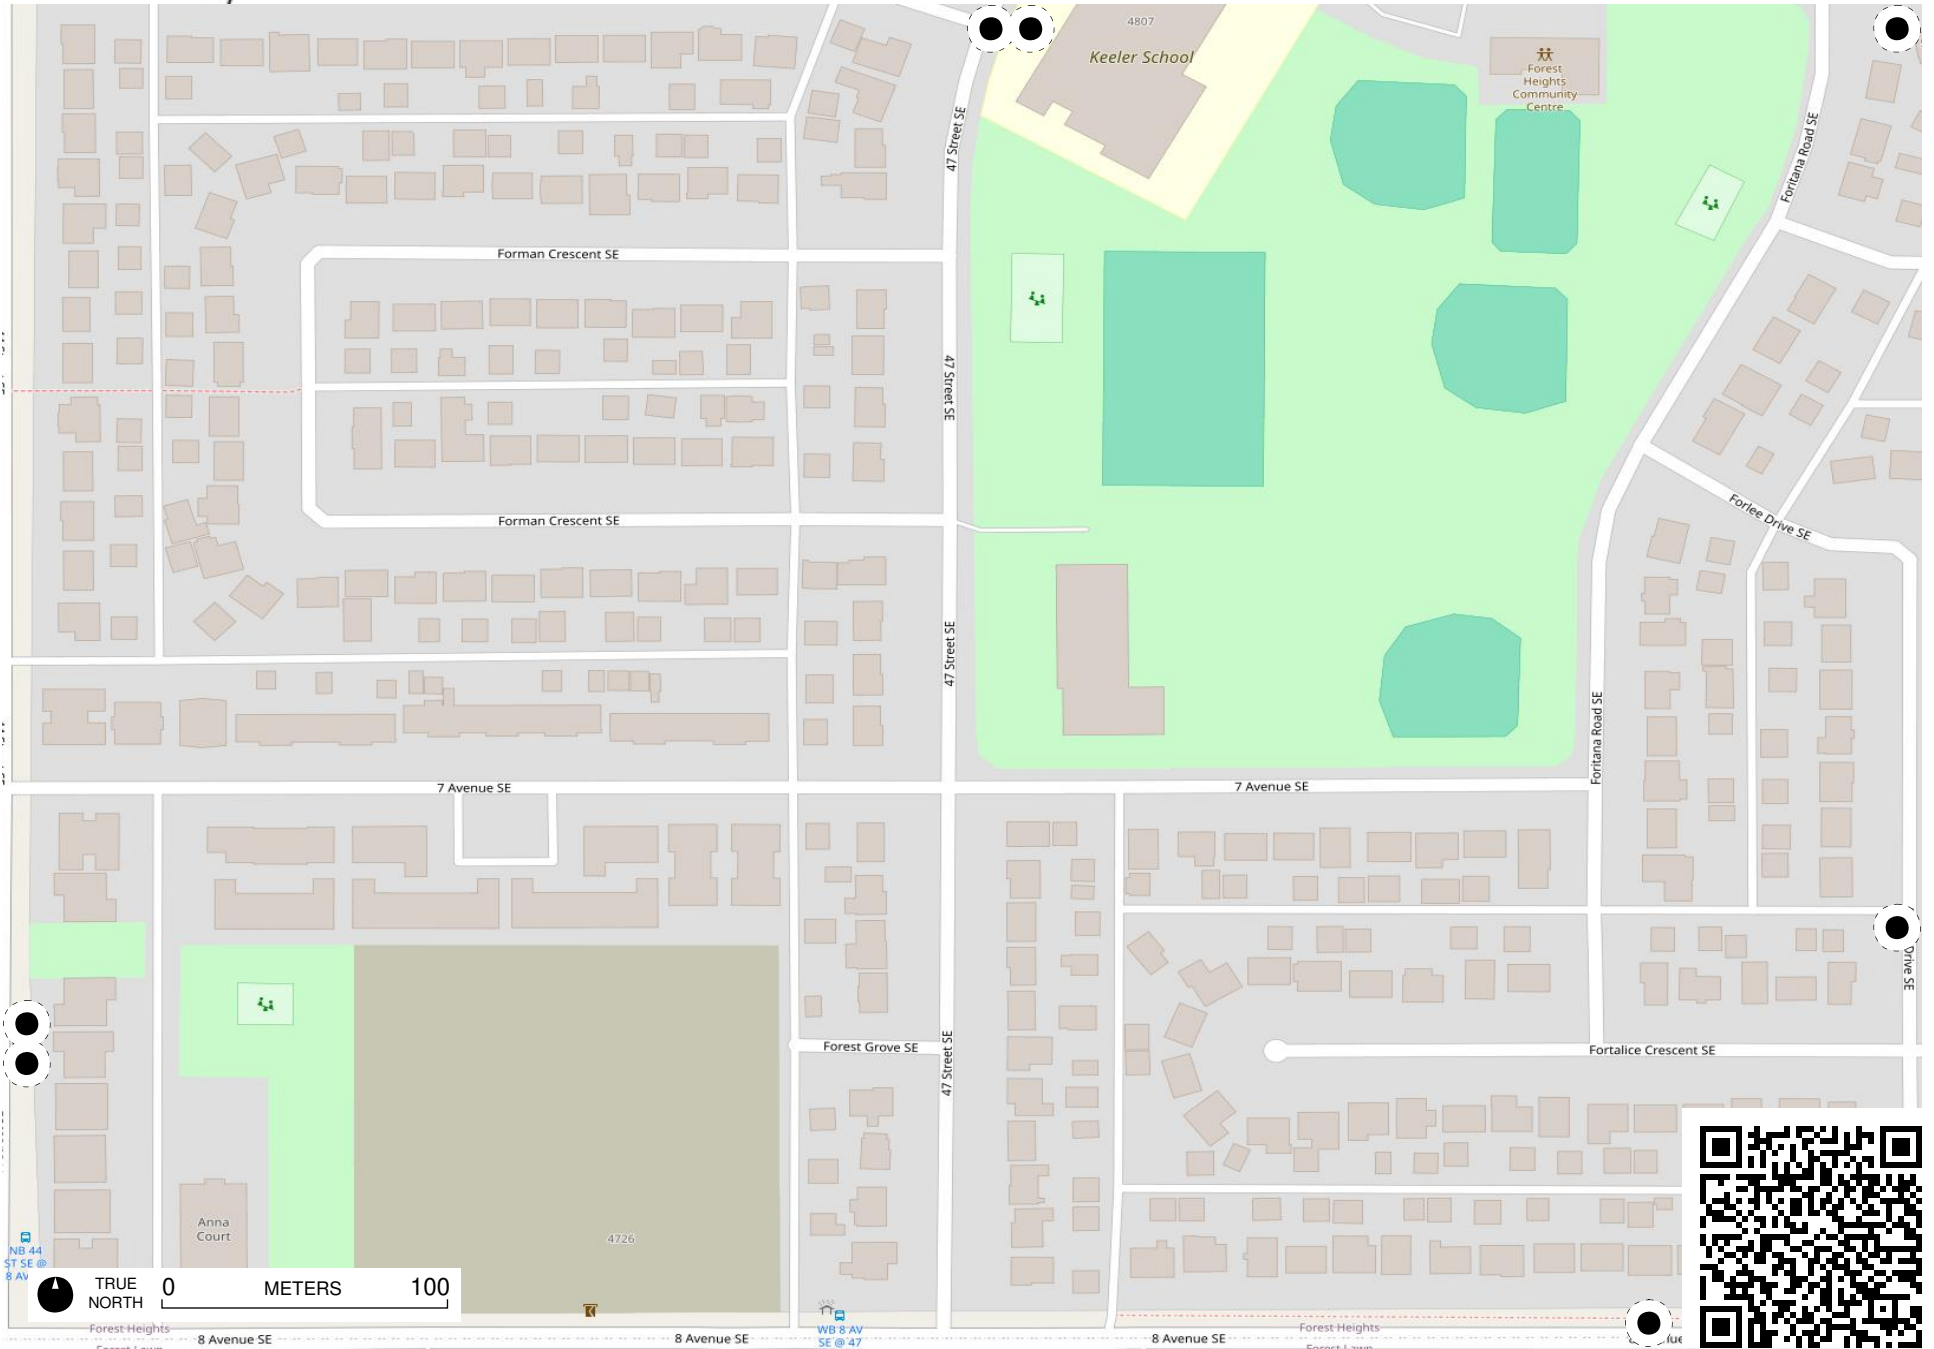 4807
Keeler School
Forest
Heights
Community
Centre
47 Street SE
Foritana Road SE
Forman Crescent SE
47 Street SE
Forman Crescent SE
Forlee Drive SE
47 Street SE
Foritana Road SE
7 Avenue SE
7 Avenue SE
Drive SE
Forest Grove SE
47 Street SE
Fortalice Crescent SE
Anna
Court
4726
NB 44
ST SE @
8 AV
TRUE
NORTH
0
METERS
100
WB 8 AV
SE @ 47
Forest Heights
Forest Heights
8 Avenue SE
8 Avenue SE
8 Avenue SE
Forest Lawn
Forest Lawn